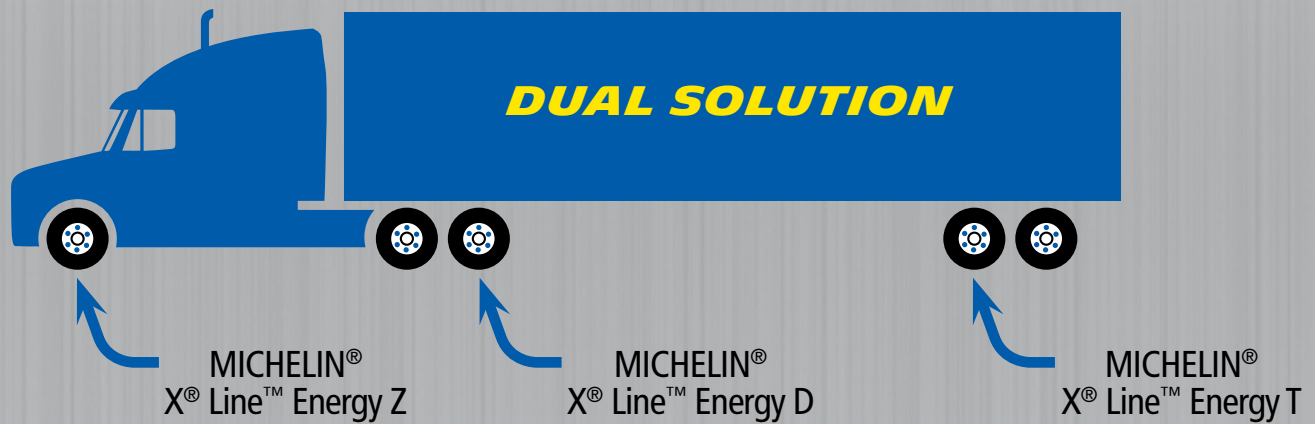 DUAL SOLUTION
MICHELIN®
X® Line™ Energy Z
MICHELIN®
X® Line™ Energy D
MICHELIN®
X® Line™ Energy T